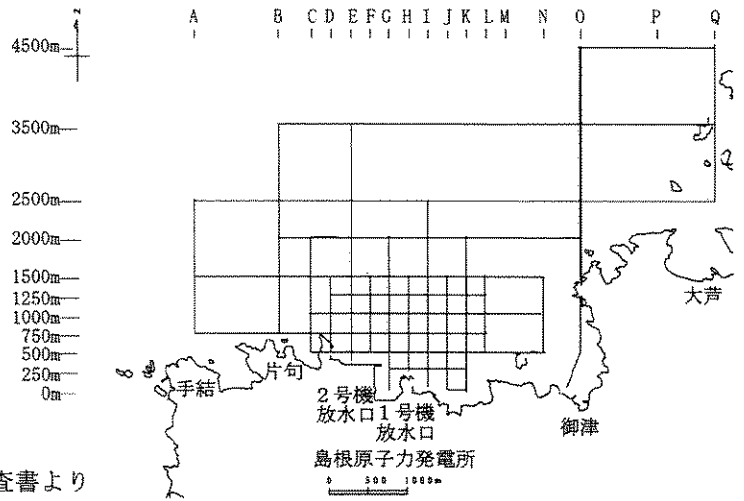 A B C D E F G H I J K L M N O P Q
z
4500m
3500m
2500m
2000m
1500m
1250m
1000m
750m
500m
250m
0m
大芦
手結
片句
2号機
放水口
1号機
放水口
御津
島根原子力発電所
0 500 1000m
査書より